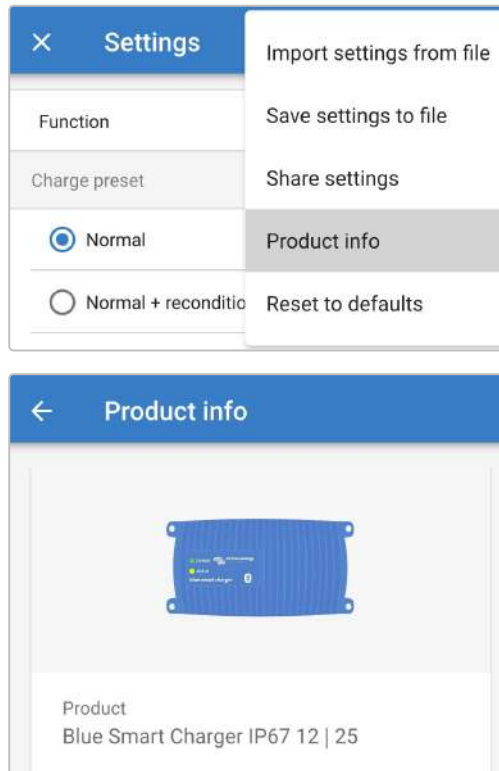 Settings
Import settings from file
Function
Save settings to file
Charge preset
Share settings
Normal
Product info
Normal + reconditio
Reset to defaults
Product info
Product
Blue Smart Charger IP67 12 | 25